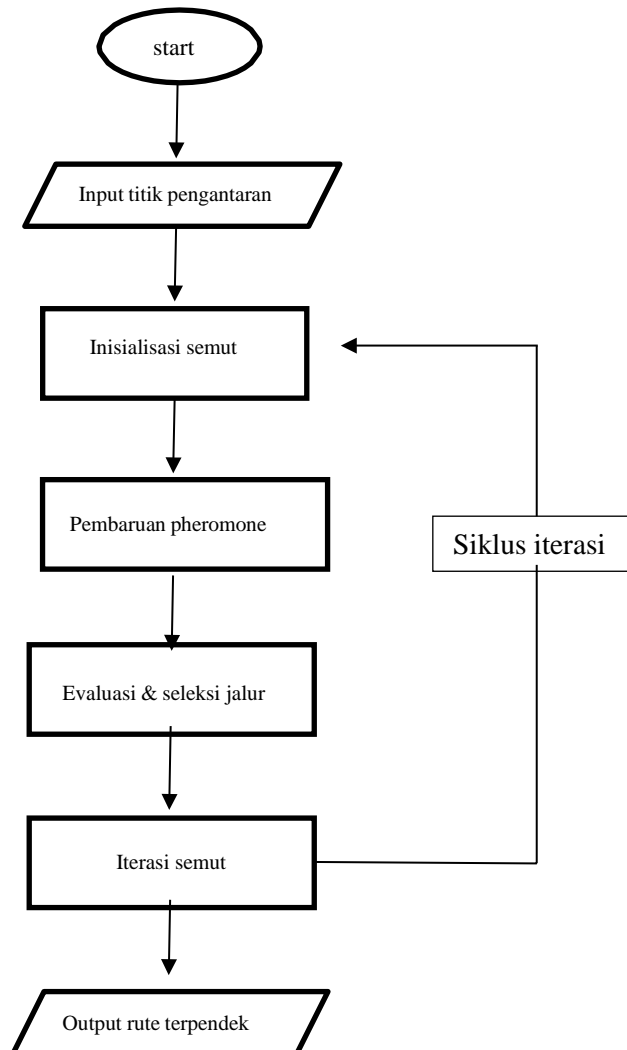 start
Input titik pengantaran
Inisialisasi semut
Pembaruan pheromone
Siklus iterasi
Evaluasi & seleksi jalur
Iterasi semut
Output rute terpendek